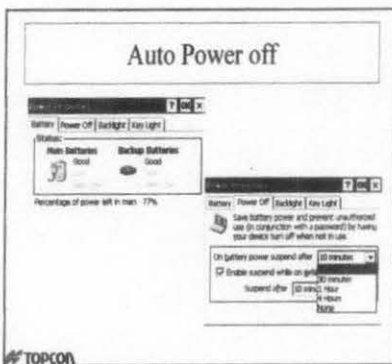 Auto Power off
? OK ×
Battery Power Off Backlight Key Light
Status:
Main Batteries Backup Batteries
Good Good
Percentage of power left in main 77%
? OK ×
Battery Power Off Backlight Key Light
Save battery power and prevent unauthorized
use (in conjunction with a password) by having
your device turn off when not in use.
On battery power suspend after 10 minutes
Enable suspend while on
Suspend after 10
30 minutes
1 Hour
4 Hours
None
TOPCON